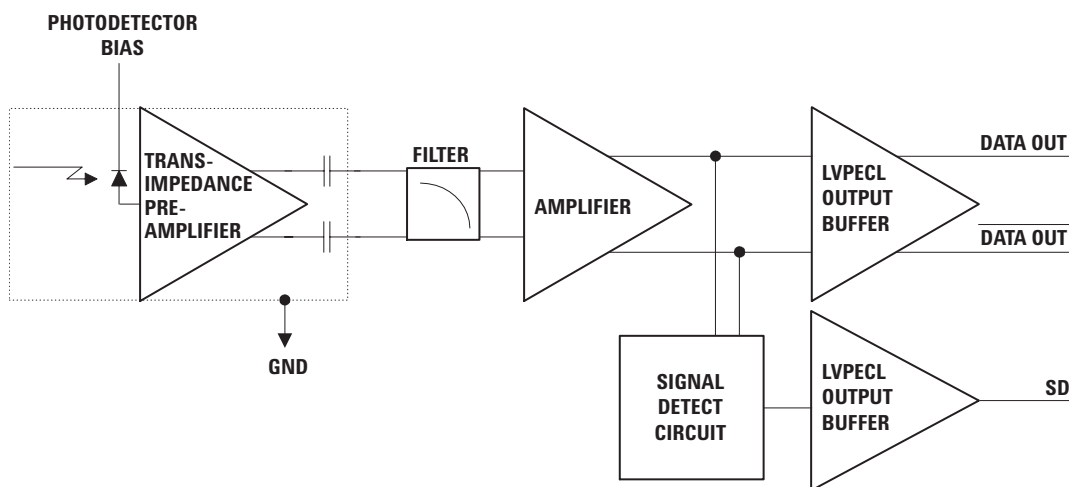 PHOTODETECTOR
BIAS
TRANS-
IMPEDANCE
PRE-
AMPLIFIER
GND
FILTER
AMPLIFIER
LVPECL
OUTPUT
BUFFER
DATA OUT
DATA OUT
SIGNAL
DETECT
CIRCUIT
LVPECL
OUTPUT
BUFFER
SD